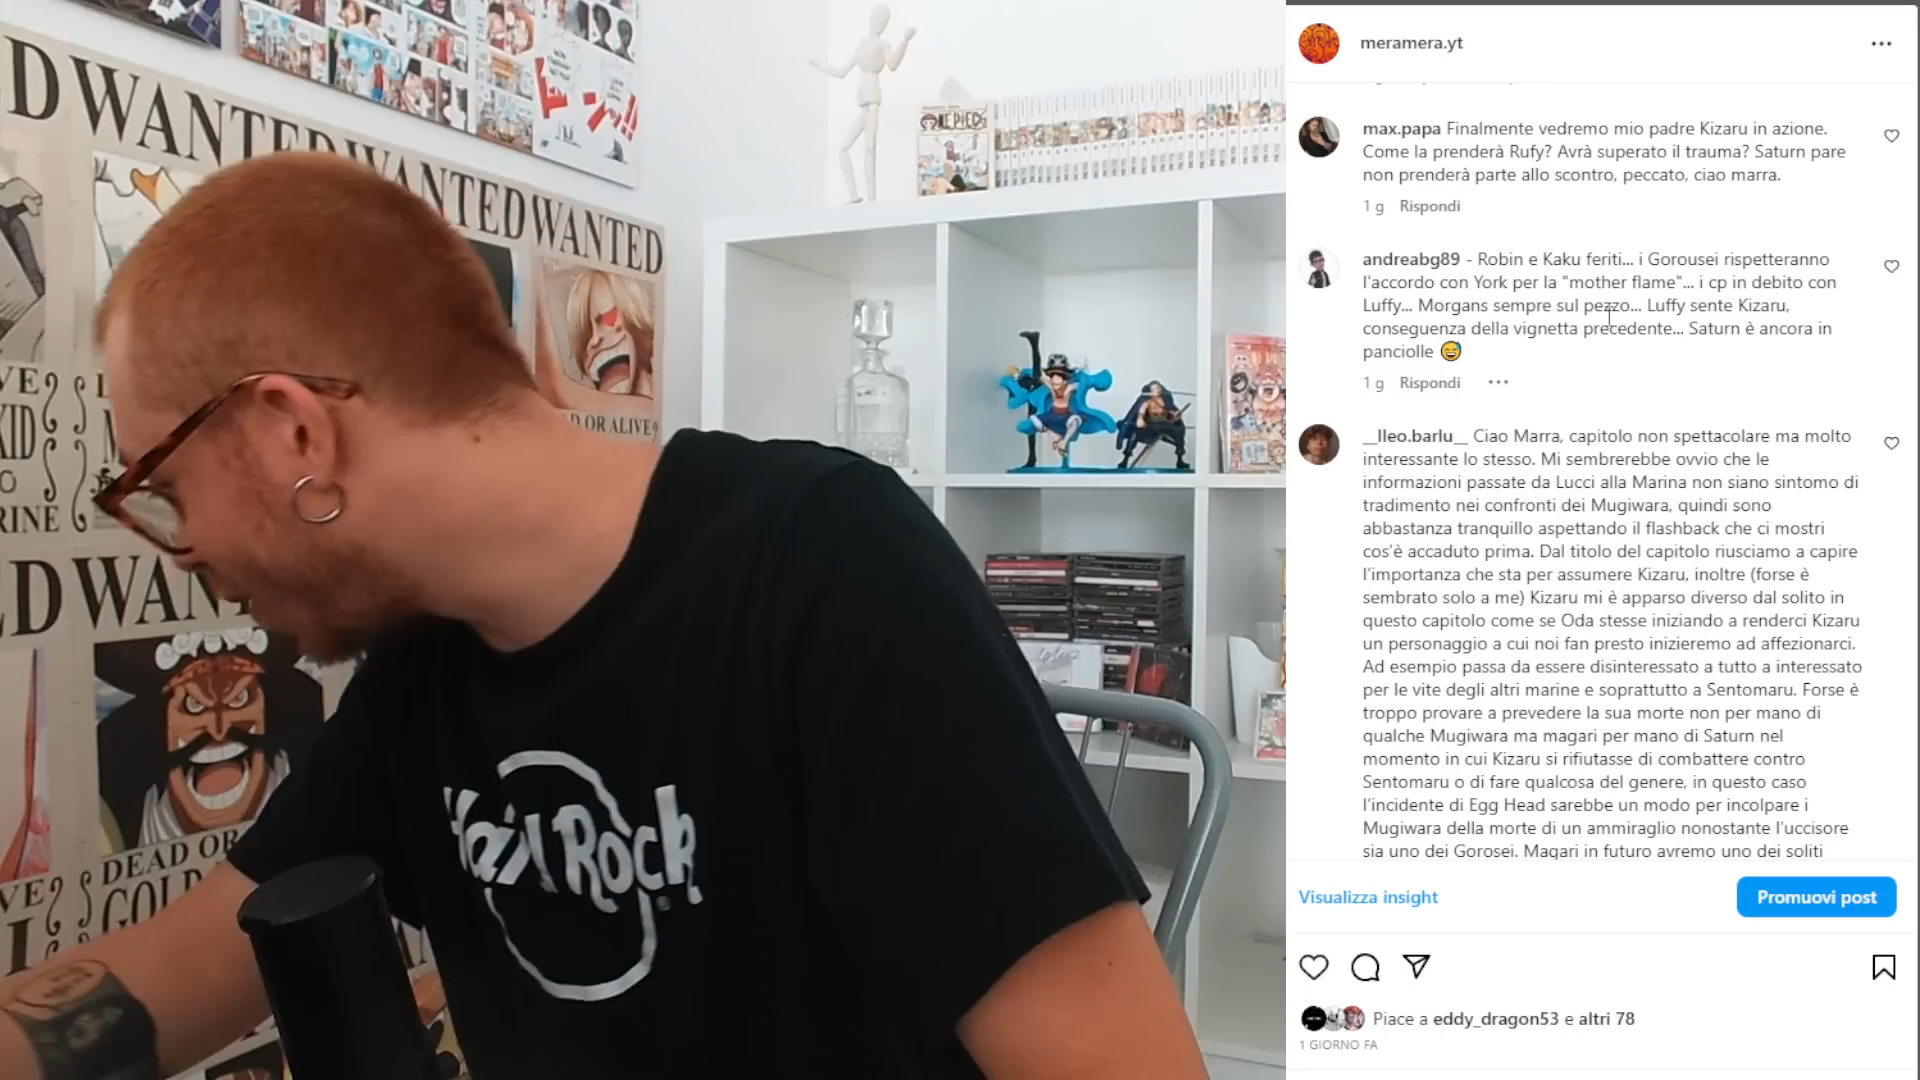 WANTED WANTED WANTED WANTED
ONE PIECE
DEAD OR ALIVE
KID
DEAD OR
GOL
Hail Rock
meramera.yt
max.papa Finalmente vedremo mio padre Kizaru in azione.
Come la prenderà Rufy? Avrà superato il trauma? Saturn pare
non prenderà parte allo scontro, peccato, ciao marra.
1 g Rispondi
andreabg89 - Robin e Kaku feriti... i Gorousei rispetteranno
l'accordo con York per la "mother flame"... i cp in debito con
Luffy... Morgans sempre sul pezzo... Luffy sente Kizaru,
conseguenza della vignetta precedente... Saturn è ancora in
panciolle 😅
1 g Rispondi
__lleo.barlu__ Ciao Marra, capitolo non spettacolare ma molto
interessante lo stesso. Mi sembrerebbe ovvio che le
informazioni passate da Lucci alla Marina non siano sintomo di
tradimento nei confronti dei Mugiwara, quindi sono
abbastanza tranquillo aspettando il flashback che ci mostri
cos'è accaduto prima. Dal titolo del capitolo riusciamo a capire
l'importanza che sta per assumere Kizaru, inoltre (forse è
sembrato solo a me) Kizaru mi è apparso diverso dal solito in
questo capitolo come se Oda stesse iniziando a renderci Kizaru
un personaggio a cui noi fan presto inizieremo ad affezionarci.
Ad esempio passa da essere disinteressato a tutto a interessato
per le vite degli altri marine e soprattutto a Sentomaru. Forse è
troppo provare a prevedere la sua morte non per mano di
qualche Mugiwara ma magari per mano di Saturn nel
momento in cui Kizaru si rifiutasse di combattere contro
Sentomaru o di fare qualcosa del genere, in questo caso
l'incidente di Egg Head sarebbe un modo per incolpare i
Mugiwara della morte di un ammiraglio nonostante l'uccisore
sia uno dei Gorosei. Magari in futuro avremo uno dei soliti
Visualizza insight
Promuovi post
Piace a eddy_dragon53 e altri 78
1 GIORNO FA